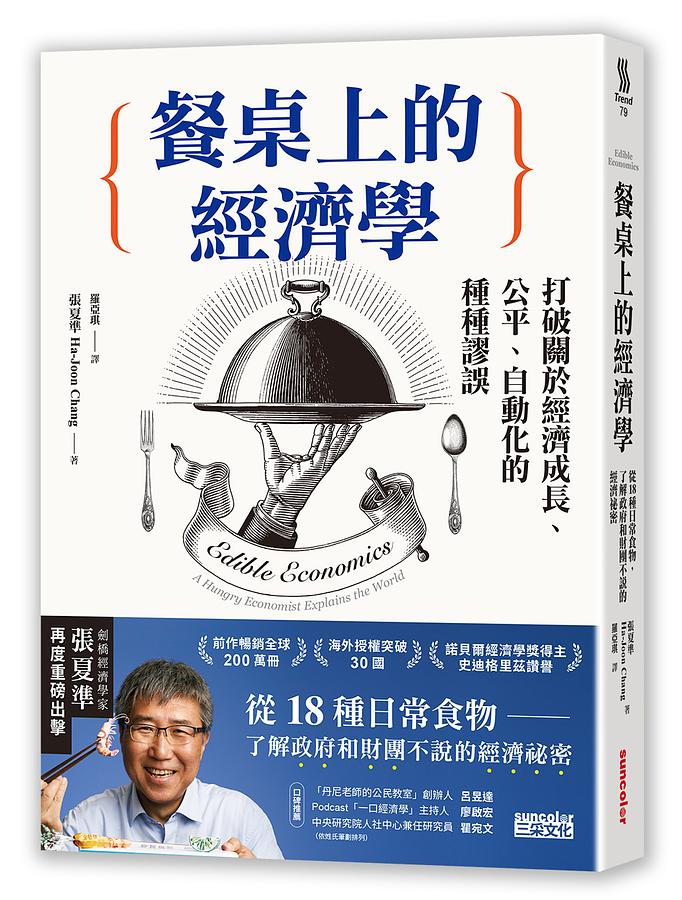 餐桌上的
經濟學
打破關於經濟成長、
公平、自動化的
種種謬誤
羅亞琪——譯
張夏準 Ha-Joon Chang——著
Edible Economics
A Hungry Economist Explains the World
劍橋經濟學家
張夏準
再度重磅出擊
前作暢銷全球
200 萬冊
海外授權突破
30 國
諾貝爾經濟學獎得主
史迪格里茲讚譽
從 18 種日常食物——
了解政府和財團不說的經濟祕密
口碑推薦
「丹尼老師的公民教室」創辦人 呂昱達
Podcast「一口經濟學」主持人 廖啟宏
中央研究院人社中心兼任研究員 瞿宛文
(依姓氏筆劃排列)
suncolor
三采文化
Trend
79
Edible
Economics
餐桌上的經濟學
從18種日常食物，
了解政府和財團不說的
經濟祕密
張夏準
Ha-Joon Chang 著
羅亞琪 譯
suncolor